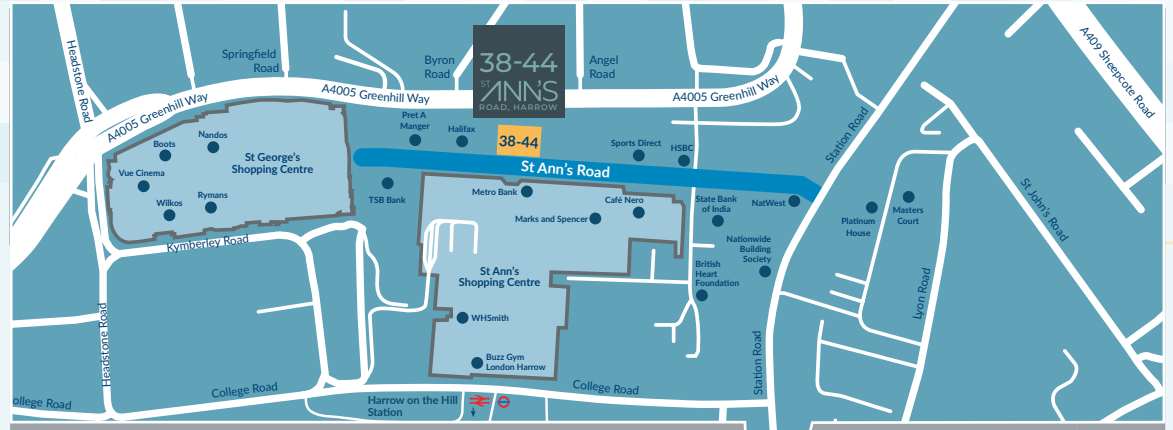 Headstone Road
Springfield
Road
Byron
Road
38-44
ST
ANN'S
ROAD, HARROW
Angel
Road
A409 Sheepcote Road
A4005 Greenhill Way
A4005 Greenhill Way
A4005 Greenhill Way
Station Road
Pret A
Manger
Halifax
38-44
Sports Direct
HSBC
Nandos
Boots
St George's
Shopping Centre
Vue Cinema
Wilkos
Rymans
St Ann's Road
TSB Bank
Metro Bank
Café Nero
Marks and Spencer
State Bank
of India
NatWest
Platinum
House
Masters
Court
St John's Road
Kymberley Road
Nationwide
Building
Society
British
Heart
Foundation
St Ann's
Shopping Centre
Lyon Road
WHSmith
Headstone Road
Station Road
Buzz Gym
London Harrow
College Road
College Road
ollege Road
Harrow on the Hill
Station